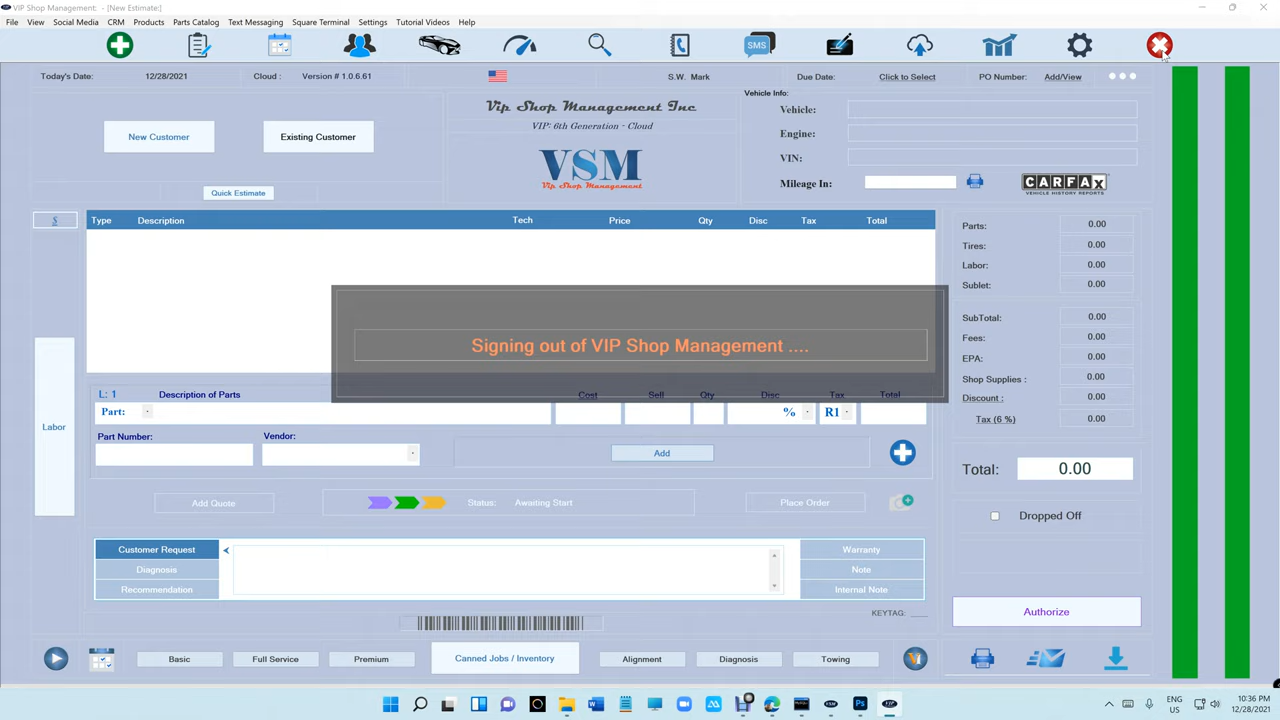 VIP Shop Management: - [New Estimate:]
File View Social Media CRM Products Parts Catalog Text Messaging Square Terminal Settings Tutorial Videos Help
SMS
Today's Date: 12/28/2021 Cloud : Version # 1.0.6.61 S.W. Mark Due Date: Click to Select PO Number: Add/View
New Customer Existing Customer
Quick Estimate
Vip Shop Management Inc
VIP: 6th Generation - Cloud
VSM
Vip Shop Management
Vehicle Info:
Vehicle:
Engine:
VIN:
Mileage In:
CARFAX
VEHICLE HISTORY REPORTS
$ Type Description Tech Price Qty Disc Tax Total
Signing out of VIP Shop Management ....
Labor
L: 1 Description of Parts Cost Sell Qty Disc Tax Total
Part: % R1
Part Number: Vendor:
Add
Add Quote Status: Awaiting Start Place Order
Customer Request
Diagnosis
Recommendation
Warranty
Note
Internal Note
KEYTAG: ___
Parts: 0.00
Tires: 0.00
Labor: 0.00
Sublet: 0.00
SubTotal: 0.00
Fees: 0.00
EPA: 0.00
Shop Supplies : 0.00
Discount : 0.00
Tax (6 %) 0.00
Total: 0.00
Dropped Off
Authorize
Basic Full Service Premium Canned Jobs / Inventory Alignment Diagnosis Towing
ENG
US
10:36 PM
12/28/2021